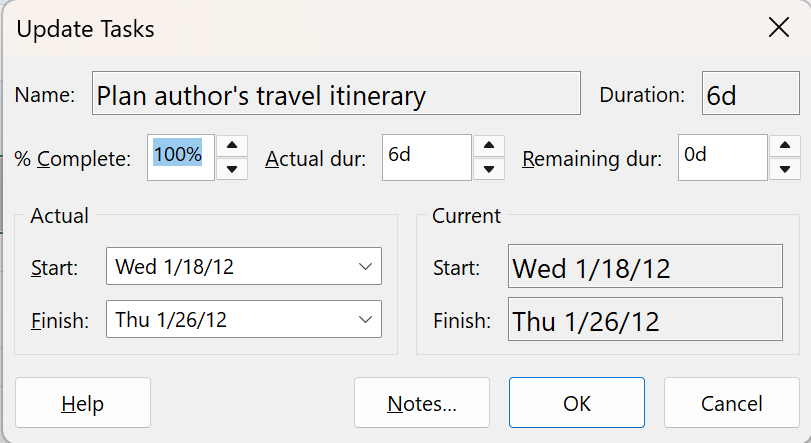 Update Tasks
Name: Plan author's travel itinerary Duration: 6d
% Complete: 100% Actual dur: 6d Remaining dur: 0d
Actual
Start: Wed 1/18/12
Finish: Thu 1/26/12
Current
Start: Wed 1/18/12
Finish: Thu 1/26/12
Help Notes... OK Cancel